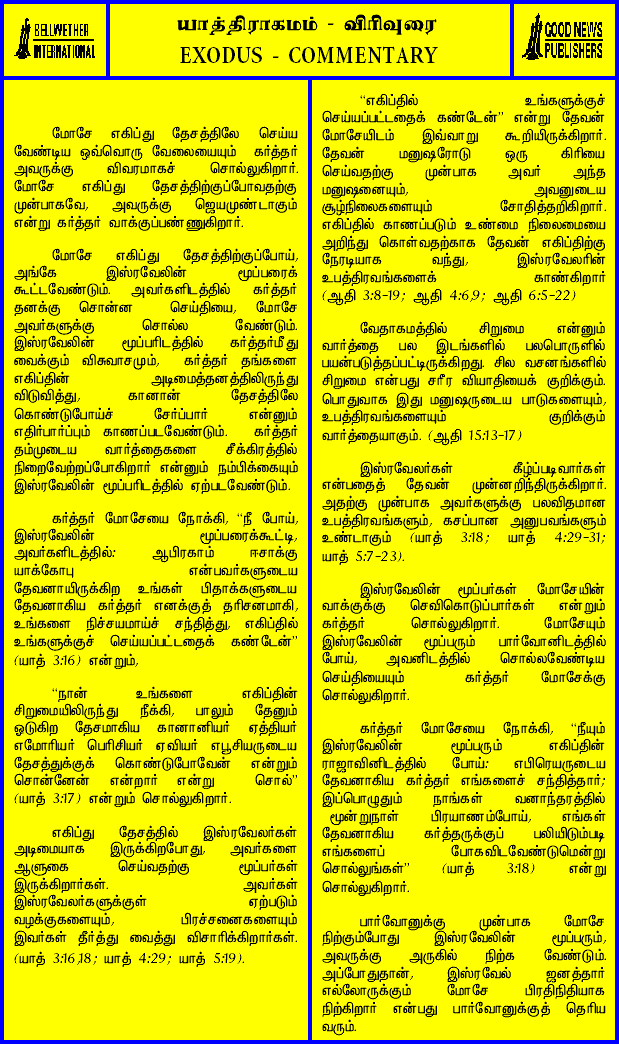 BELLWETHER
INTERNATIONAL
யாத்திராகமம் - விரிவுரை
EXODUS - COMMENTARY
GOOD NEWS
PUBLISHERS
மோசே எகிப்து தேசத்திலே செய்ய
வேண்டிய ஒவ்வொரு வேலையையும் கர்த்தர்
அவருக்கு விவரமாகச் சொல்லுகிறார்.
மோசே எகிப்து தேசத்திற்குப்போவதற்கு
முன்பாகவே, அவருக்கு ஜெயமுண்டாகும்
என்று கர்த்தர் வாக்குப்பண்ணுகிறார்.
மோசே எகிப்து தேசத்திற்குப்போய்,
அங்கே இஸ்ரவேலின் மூப்பரைக்
கூட்டவேண்டும். அவர்களிடத்தில் கர்த்தர்
தனக்கு சொன்ன செய்தியை, மோசே
அவர்களுக்கு சொல்ல வேண்டும்.
இஸ்ரவேலின் மூப்பரிடத்தில் கர்த்தர்மீது
வைக்கும் விசுவாசமும், கர்த்தர் தங்களை
எகிப்தின் அடிமைத்தனத்திலிருந்து
விடுவித்து, கானான் தேசத்திலே
கொண்டுபோய்ச் சேர்ப்பார் என்னும்
எதிர்பார்ப்பும் காணப்படவேண்டும். கர்த்தர்
தம்முடைய வார்த்தைகளை சீக்கிரத்தில்
நிறைவேற்றப்போகிறார் என்னும் நம்பிக்கையும்
இஸ்ரவேலின் மூப்பரிடத்தில் ஏற்படவேண்டும்.
கர்த்தர் மோசேயை நோக்கி, “நீ போய்,
இஸ்ரவேலின் மூப்பரைக்கூட்டி,
அவர்களிடத்தில்: ஆபிரகாம் ஈசாக்கு
யாக்கோபு என்பவர்களுடைய
தேவனாயிருக்கிற உங்கள் பிதாக்களுடைய
தேவனாகிய கர்த்தர் எனக்குத் தரிசனமாகி,
உங்களை நிச்சயமாய்ச் சந்தித்து, எகிப்தில்
உங்களுக்குச் செய்யப்பட்டதைக் கண்டேன்”
(யாத் 3:16) என்றும்,
“நான் உங்களை எகிப்தின்
சிறுமையிலிருந்து நீக்கி, பாலும் தேனும்
ஓடுகிற தேசமாகிய கானானியர் ஏத்தியர்
எமோரியர் பெரிசியர் ஏவியர் எபூசியருடைய
தேசத்துக்குக் கொண்டுபோவேன் என்றும்
சொன்னேன் என்றார் என்று சொல்”
(யாத் 3:17) என்றும் சொல்லுகிறார்.
எகிப்து தேசத்தில் இஸ்ரவேலர்கள்
அடிமையாக இருக்கிறபோது, அவர்களை
ஆளுகை செய்வதற்கு மூப்பர்கள்
இருக்கிறார்கள். அவர்கள்
இஸ்ரவேலர்களுக்குள் ஏற்படும்
வழக்குகளையும், பிரச்சனைகளையும்
இவர்கள் தீர்த்து வைத்து விசாரிக்கிறார்கள்.
(யாத் 3:16,18; யாத் 4:29; யாத் 5:19).
“எகிப்தில் உங்களுக்குச்
செய்யப்பட்டதைக் கண்டேன்” என்று தேவன்
மோசேயிடம் இவ்வாறு கூறியிருக்கிறார்.
தேவன் மனுஷரோடு ஒரு கிரியை
செய்வதற்கு முன்பாக அவர் அந்த
மனுஷனையும், அவனுடைய
சூழ்நிலைகளையும் சோதித்தறிகிறார்.
எகிப்தில் காணப்படும் உண்மை நிலைமையை
அறிந்து கொள்வதற்காக தேவன் எகிப்திற்கு
நேரடியாக வந்து, இஸ்ரவேலரின்
உபத்திரவங்களைக் காண்கிறார்
(ஆதி 3:8-19; ஆதி 4:6,9; ஆதி 6:5-22)
வேதாகமத்தில் சிறுமை என்னும்
வார்த்தை பல இடங்களில் பலபொருளில்
பயன்படுத்தப்பட்டிருக்கிறது. சில வசனங்களில்
சிறுமை என்பது சரீர வியாதியைக் குறிக்கும்.
பொதுவாக இது மனுஷருடைய பாடுகளையும்,
உபத்திரவங்களையும் குறிக்கும்
வார்த்தையாகும். (ஆதி 15:13-17)
இஸ்ரவேலர்கள் கீழ்ப்படிவார்கள்
என்பதைத் தேவன் முன்னறிந்திருக்கிறார்.
அதற்கு முன்பாக அவர்களுக்கு பலவிதமான
உபத்திரவங்களும், கசப்பான அனுபவங்களும்
உண்டாகும் (யாத் 3:18; யாத் 4:29-31;
யாத் 5:7-23).
இஸ்ரவேலின் மூப்பர்கள் மோசேயின்
வாக்குக்கு செவிகொடுப்பார்கள் என்றும்
கர்த்தர் சொல்லுகிறார். மோசேயும்
இஸ்ரவேலின் மூப்பரும் பார்வோனிடத்தில்
போய், அவனிடத்தில் சொல்லவேண்டிய
செய்தியையும் கர்த்தர் மோசேக்கு
சொல்லுகிறார்.
கர்த்தர் மோசேயை நோக்கி, “நீயும்
இஸ்ரவேலின் மூப்பரும் எகிப்தின்
ராஜாவினிடத்தில் போய்: எபிரெயருடைய
தேவனாகிய கர்த்தர் எங்களைச் சந்தித்தார்;
இப்பொழுதும் நாங்கள் வனாந்தரத்தில்
மூன்றுநாள் பிரயாணம்போய், எங்கள்
தேவனாகிய கர்த்தருக்குப் பலியிடும்படி
எங்களைப் போகவிடவேண்டுமென்று
சொல்லுங்கள்” (யாத் 3:18) என்று
சொல்லுகிறார்.
பார்வோனுக்கு முன்பாக மோசே
நிற்கும்போது இஸ்ரவேலின் மூப்பரும்,
அவருக்கு அருகில் நிற்க வேண்டும்.
அப்போதுதான், இஸ்ரவேல் ஜனத்தார்
எல்லோருக்கும் மோசே பிரதிநிதியாக
நிற்கிறார் என்பது பார்வோனுக்குத் தெரிய
வரும்.